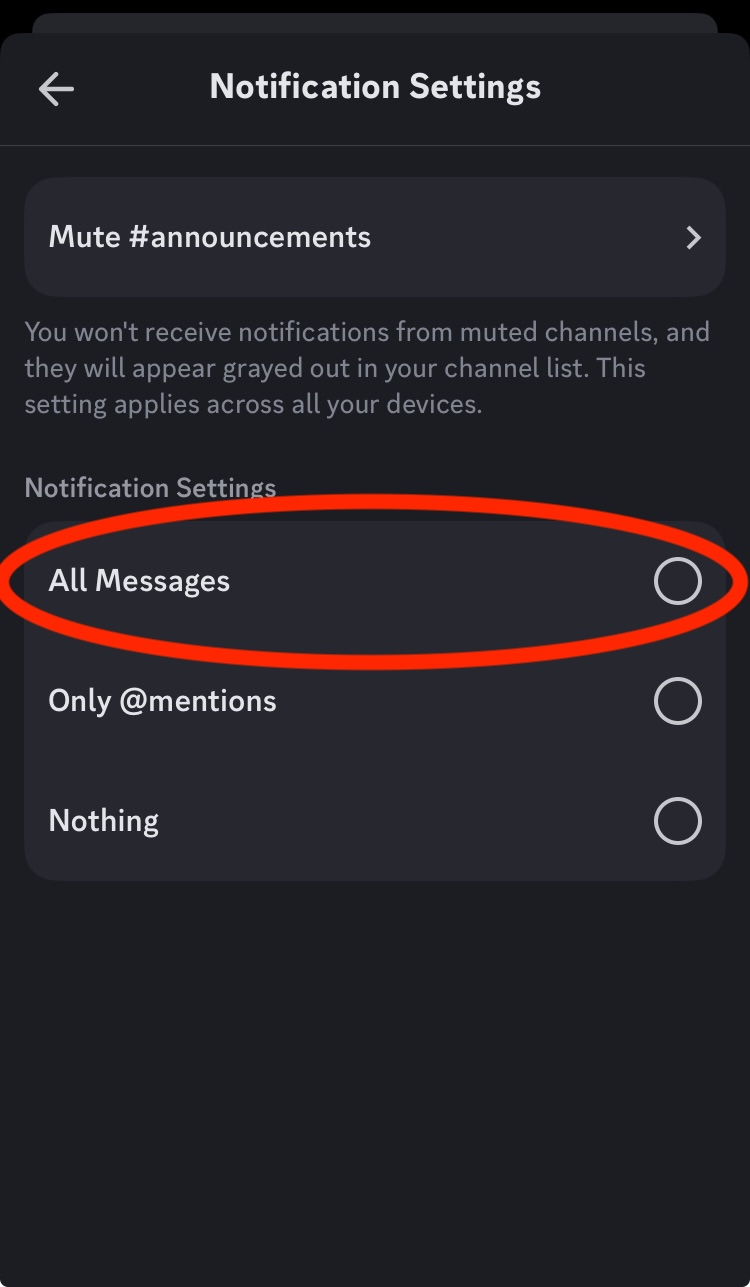 Notification Settings
Mute #announcements
You won't receive notifications from muted channels, and
they will appear grayed out in your channel list. This
setting applies across all your devices.
Notification Settings
All Messages
Only @mentions
Nothing